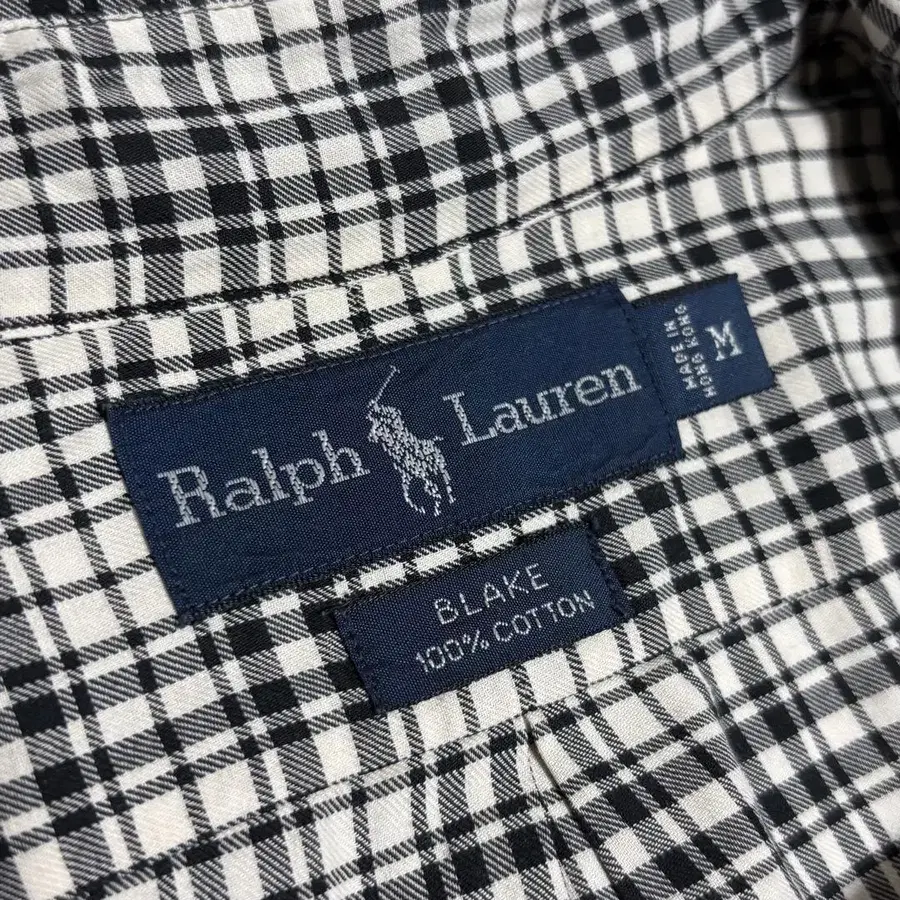 Ralph Lauren
MADE IN
HONG KONG
M
BLAKE
100% COTTON